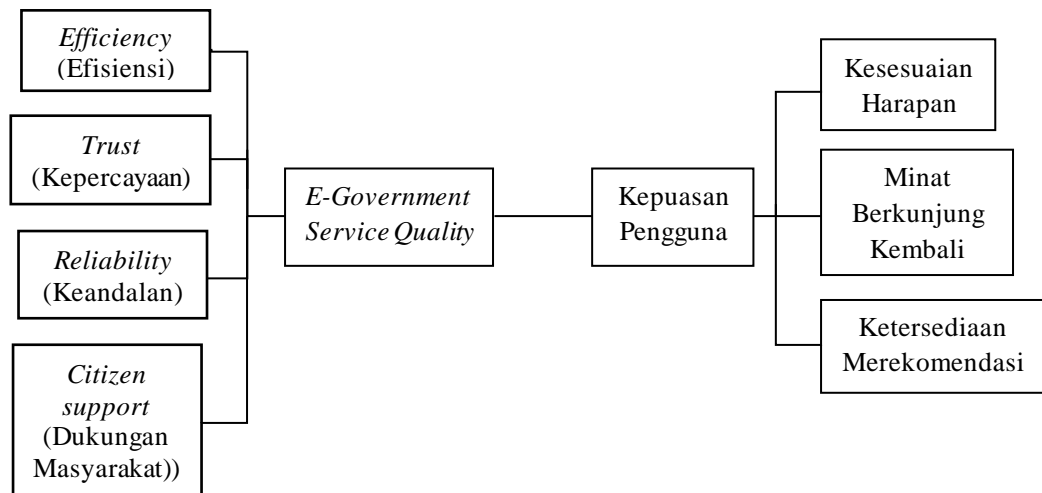 Efficiency
(Efisiensi)
Trust
(Kepercayaan)
Reliability
(Keandalan)
Citizen
support
(Dukungan
Masyarakat))
E-Government
Service Quality
Kepuasan
Pengguna
Kesesuaian
Harapan
Minat
Berkunjung
Kembali
Ketersediaan
Merekomendasi